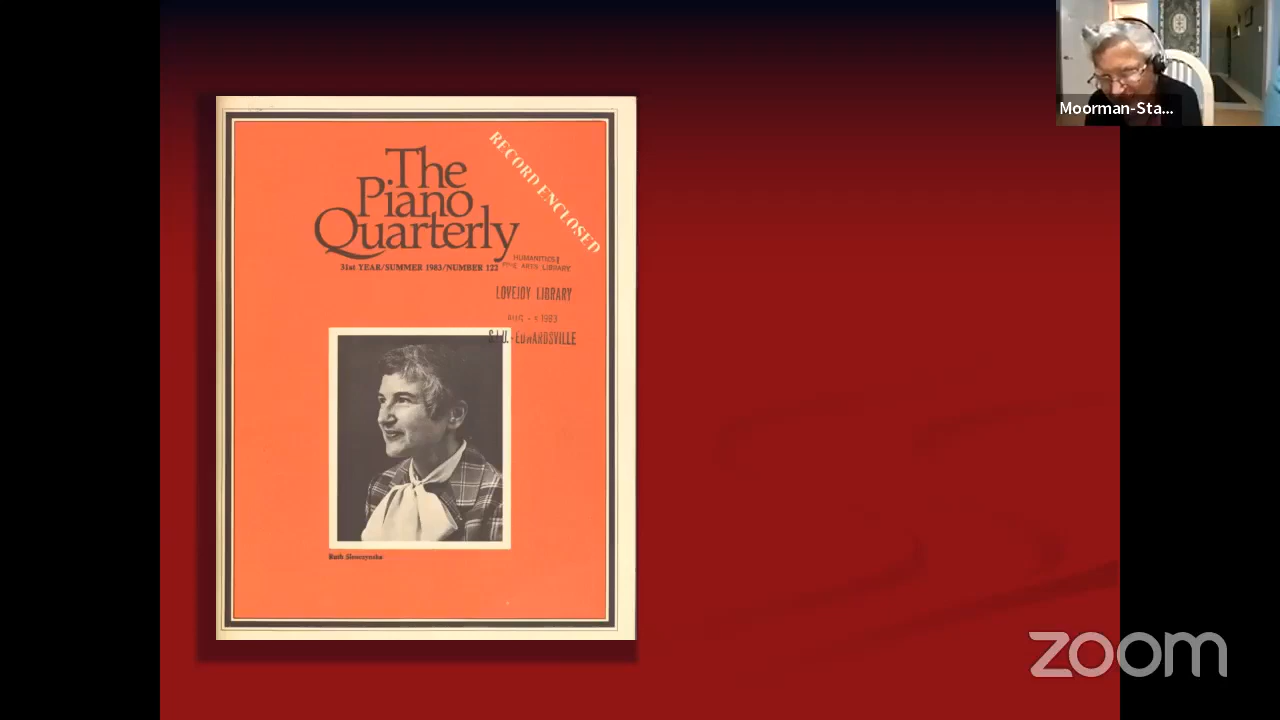 Moorman-Sta...
RECORD ENCLOSED
The
Piano
Quarterly
31st YEAR/SUMMER 1983/NUMBER 122
HUMANITIES &
FINE ARTS LIBRARY
LOVEJOY LIBRARY
AUG - 1983
S.I.U. - EDWARDSVILLE
Ruth Slenczynska
zoom